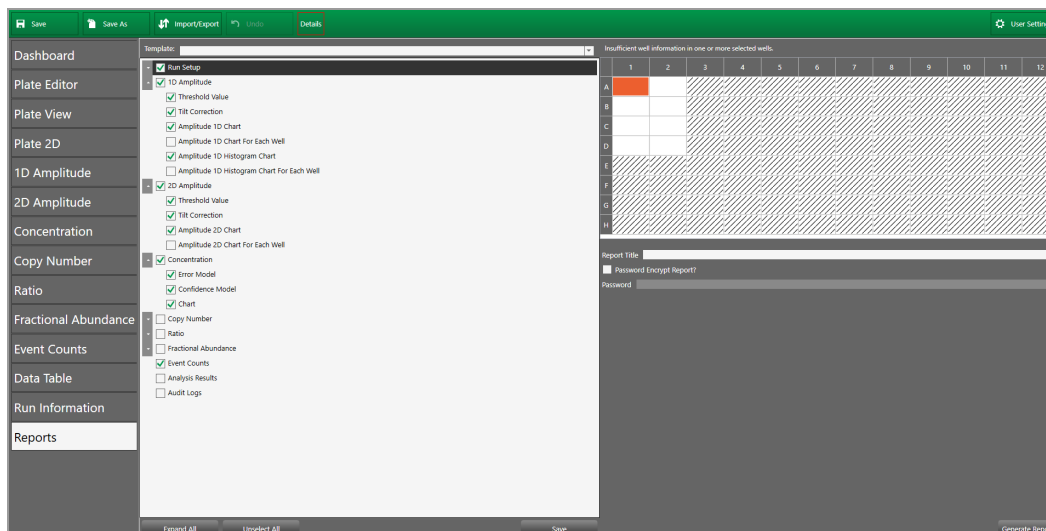 Save
Save As
Import/Export
Undo
Details
User Settin
Dashboard
Plate Editor
Plate View
Plate 2D
1D Amplitude
2D Amplitude
Concentration
Copy Number
Ratio
Fractional Abundance
Event Counts
Data Table
Run Information
Reports
Template:
Run Setup
1D Amplitude
Threshold Value
Tilt Correction
Amplitude 1D Chart
Amplitude 1D Chart For Each Well
Amplitude 1D Histogram Chart
Amplitude 1D Histogram Chart For Each Well
2D Amplitude
Threshold Value
Tilt Correction
Amplitude 2D Chart
Amplitude 2D Chart For Each Well
Concentration
Error Model
Confidence Model
Chart
Copy Number
Ratio
Fractional Abundance
Event Counts
Analysis Results
Audit Logs
Expand All
Unselect All
Save
Insufficient well information in one or more selected wells.
1 2 3 4 5 6 7 8 9 10 11 12
A
B
C
D
E
F
G
H
Report Title
Password Encrypt Report?
Password
Generate Repo